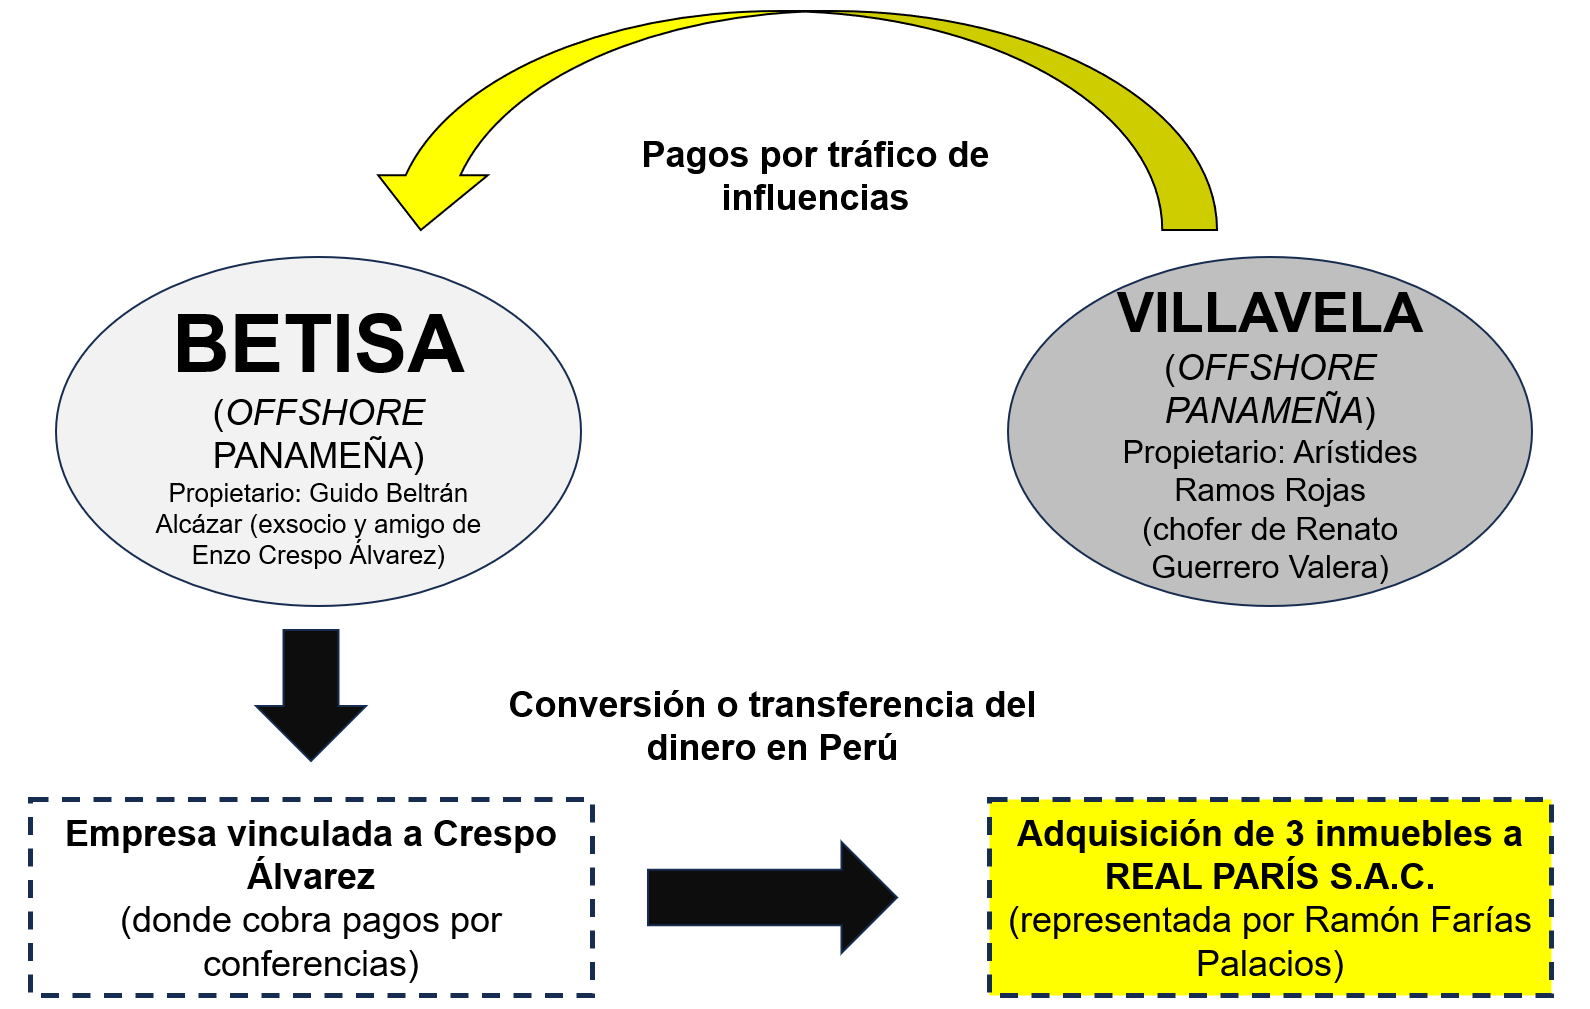 Pagos por tráfico de
influencias
BETISA
(OFFSHORE
PANAMEÑA)
Propietario: Guido Beltrán
Alcázar (exsocio y amigo de
Enzo Crespo Álvarez)
VILLAVELA
(OFFSHORE
PANAMEÑA)
Propietario: Arístides
Ramos Rojas
(chofer de Renato
Guerrero Valera)
Conversión o transferencia del
dinero en Perú
Empresa vinculada a Crespo
Álvarez
(donde cobra pagos por
conferencias)
Adquisición de 3 inmuebles a
REAL PARÍS S.A.C.
(representada por Ramón Farías
Palacios)